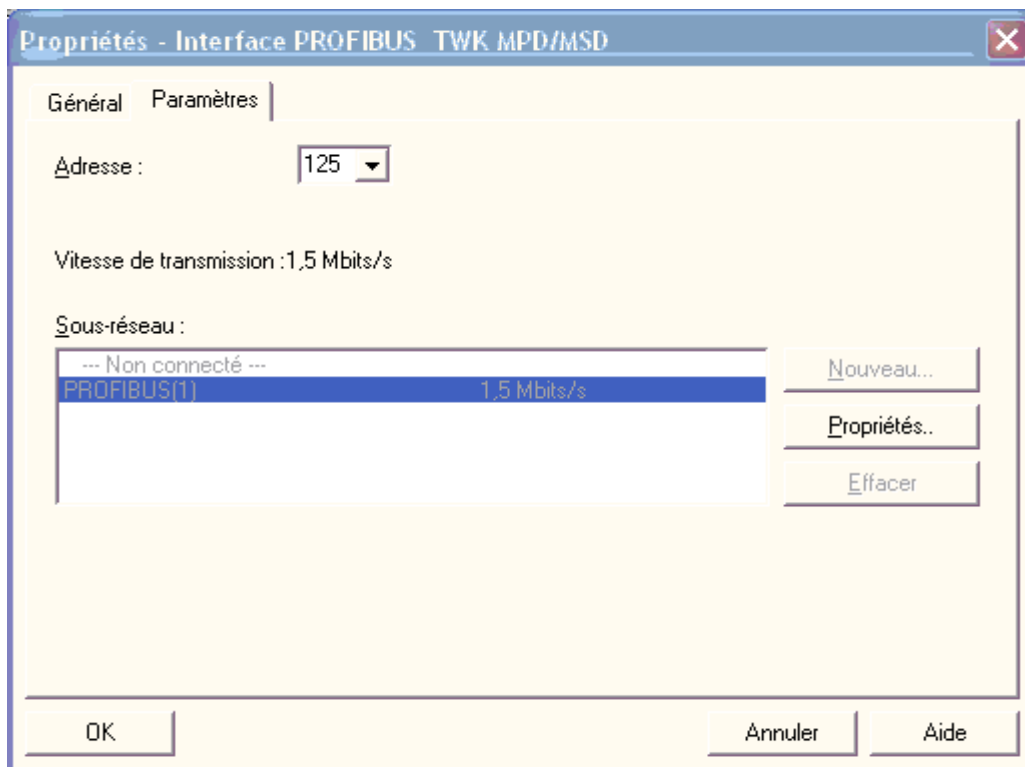 Propriétés - Interface PROFIBUS TWK MPD/MSD
Général Paramètres
Adresse : 125
Vitesse de transmission :1,5 Mbits/s
Sous-réseau :
--- Non connecté ---
Nouveau...
PROFIBUS(1) 1,5 Mbits/s
Propriétés..
Effacer
OK Annuler Aide